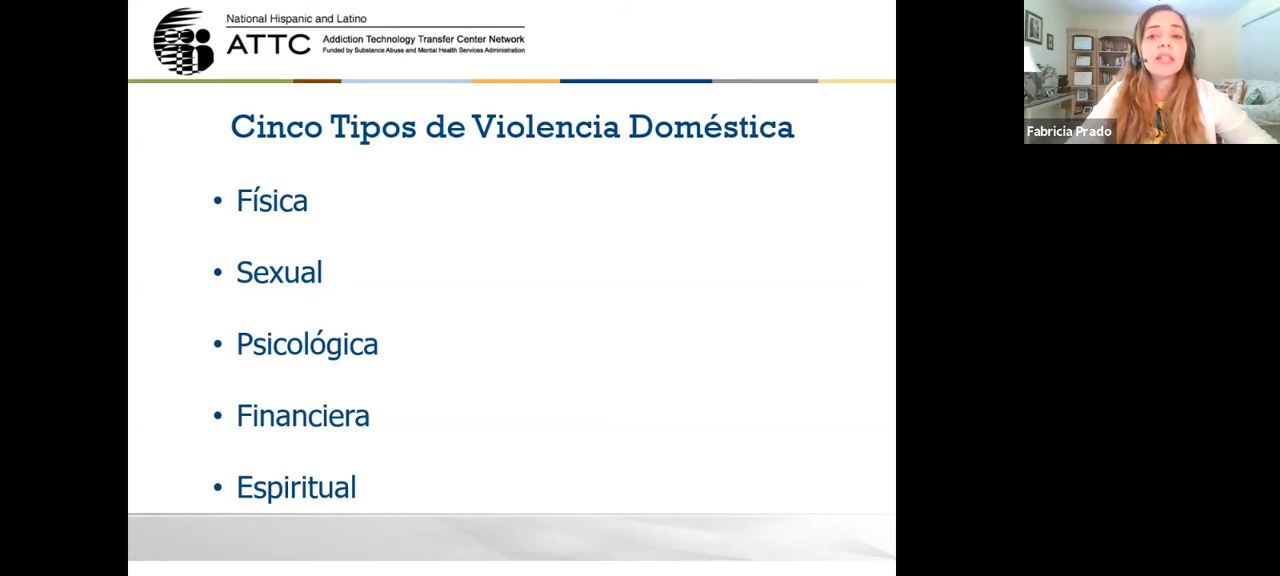 National Hispanic and Latino
ATTC
Addiction Technology Transfer Center Network
Funded by Substance Abuse and Mental Health Services Administration
Cinco Tipos de Violencia Doméstica
• Física
• Sexual
• Psicológica
• Financiera
• Espiritual
Fabricia Prado